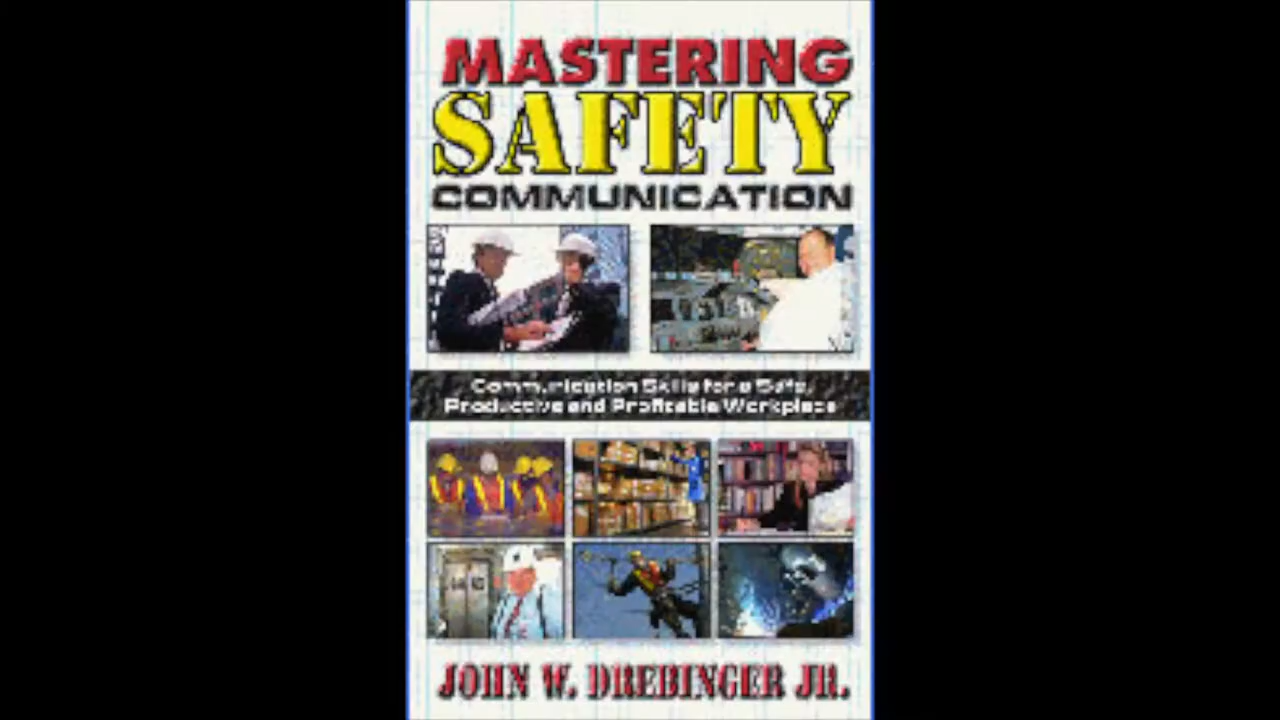 MASTERING
SAFETY
COMMUNICATION
Communication Skills for a Safe,
Productive and Profitable Workplace
JOHN W. DREBINGER JR.